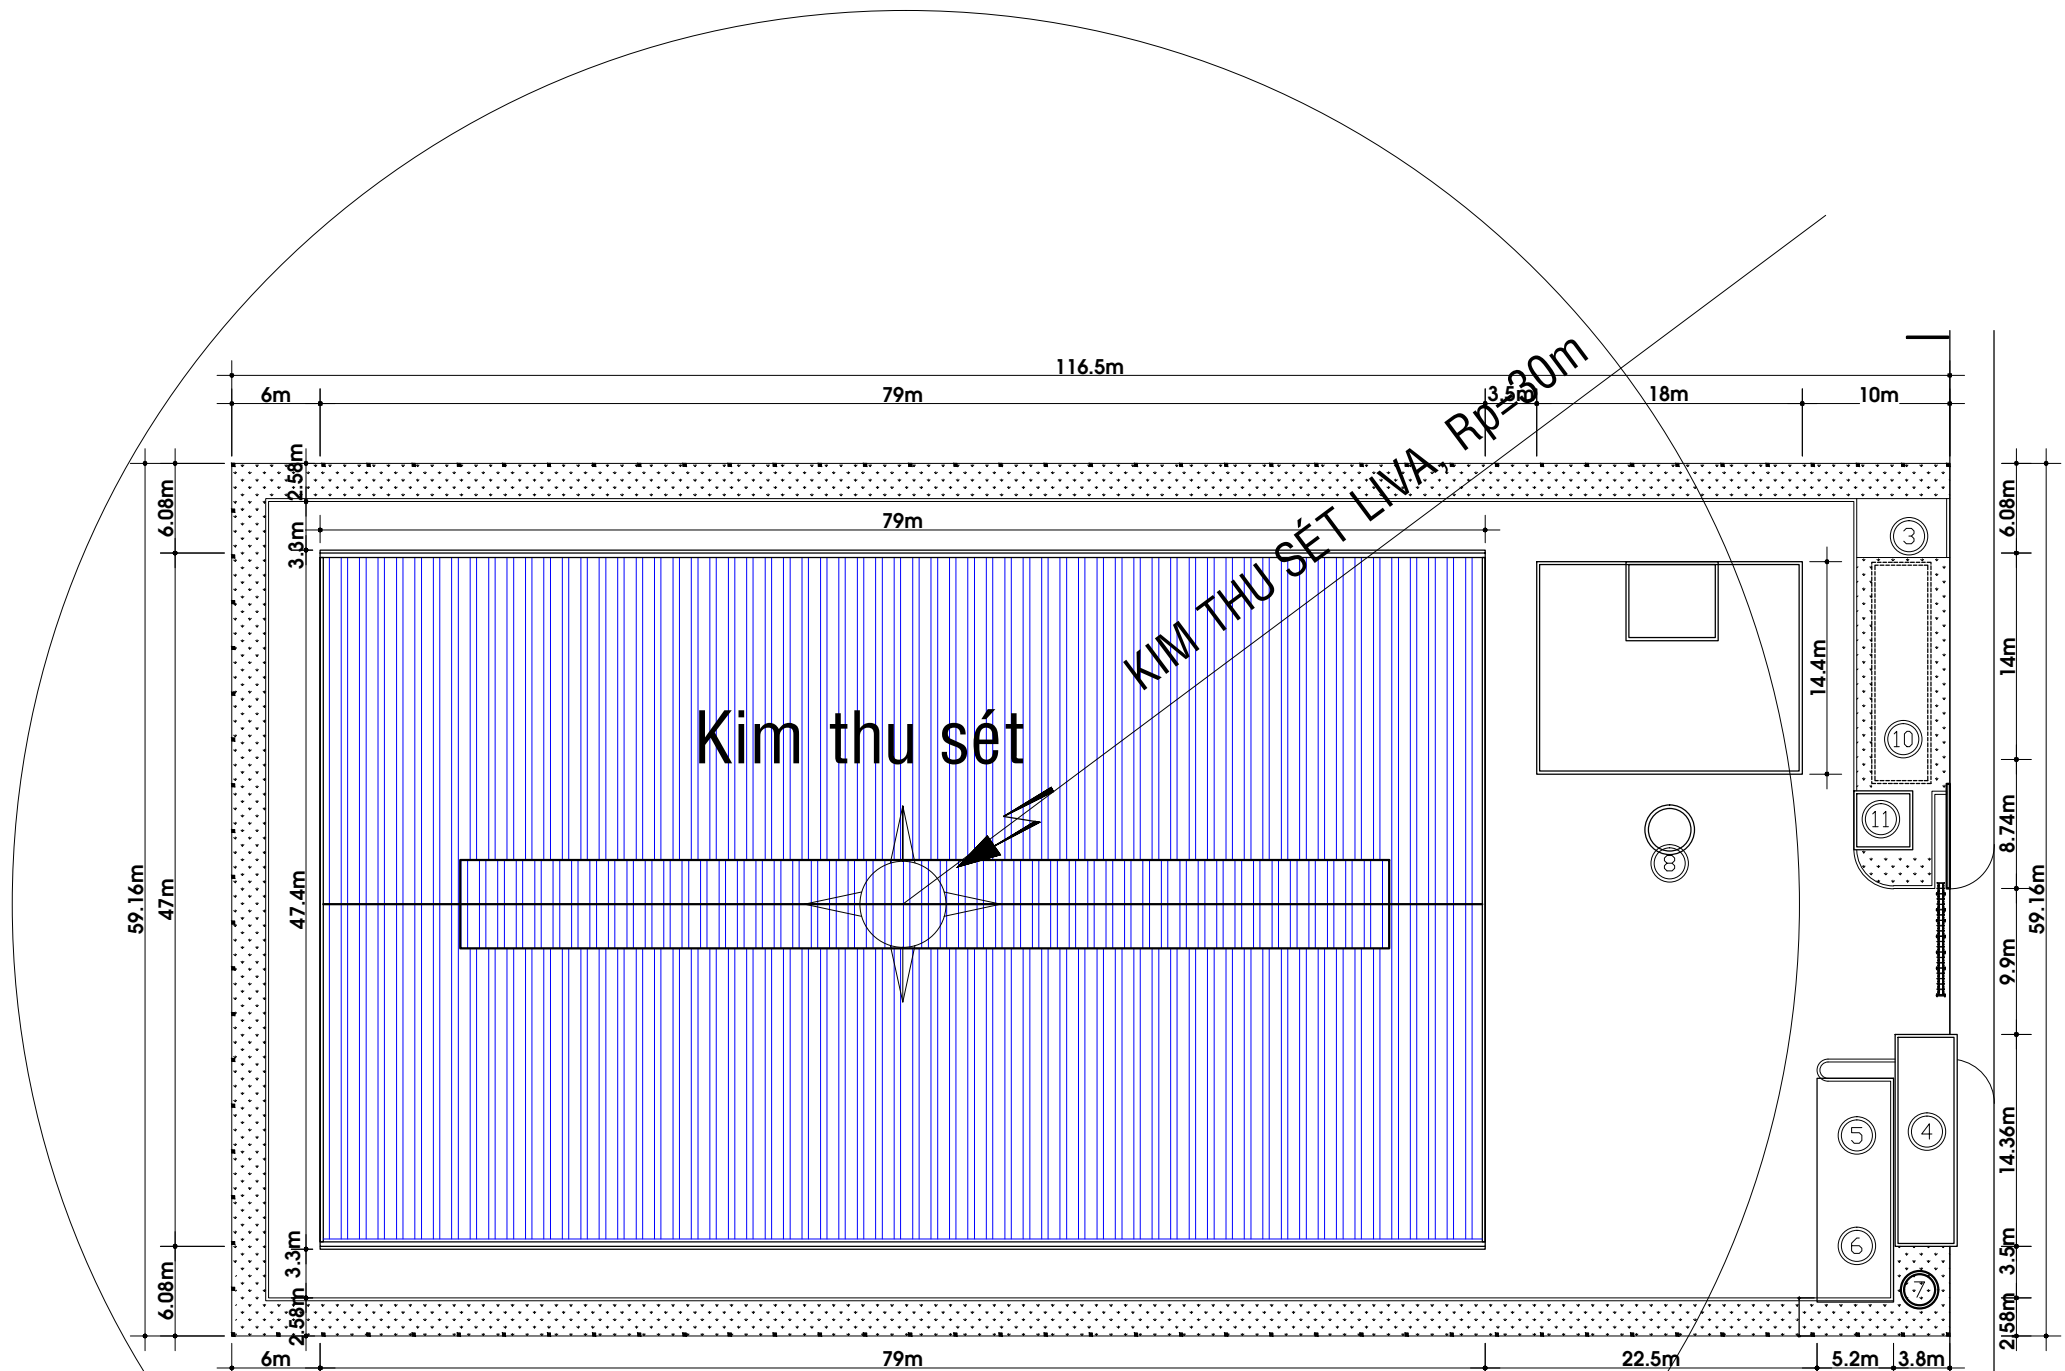 116.5m
6m
79m
3.5m
18m
10m
KIM THU SÉT LIVA, Rp=30m
2.58m
6.08m
3.3m
79m
6.08m
3
14.4m
14m
10
Kim thu sét
11
8.74m
8
59.16m
47m
47.4m
9.9m
59.16m
5
4
14.36m
6
3.3m
3.5m
7
6.08m
2.58m
2.58m
6m
79m
22.5m
5.2m
3.8m